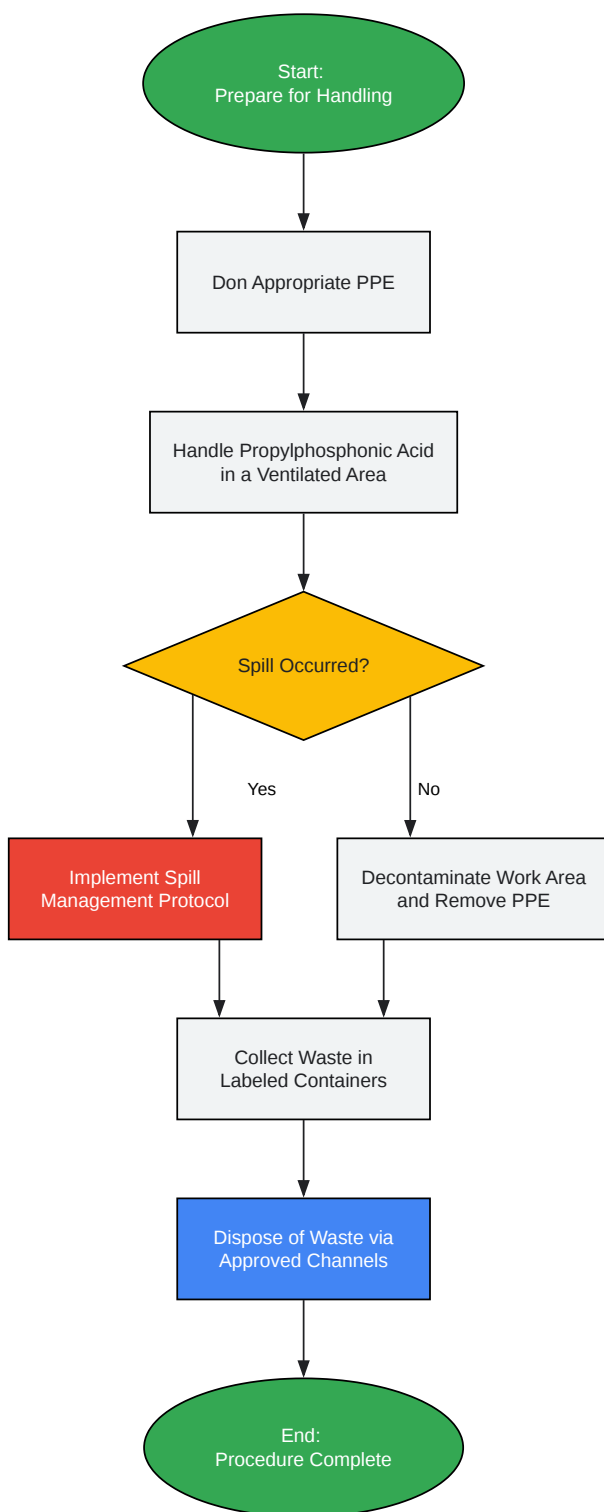 Start:
Prepare for Handling
Don Appropriate PPE
Handle Propylphosphonic Acid
in a Ventilated Area
Spill Occurred?
Yes
No
Implement Spill
Management Protocol
Decontaminate Work Area
and Remove PPE
Collect Waste in
Labeled Containers
Dispose of Waste via
Approved Channels
End:
Procedure Complete